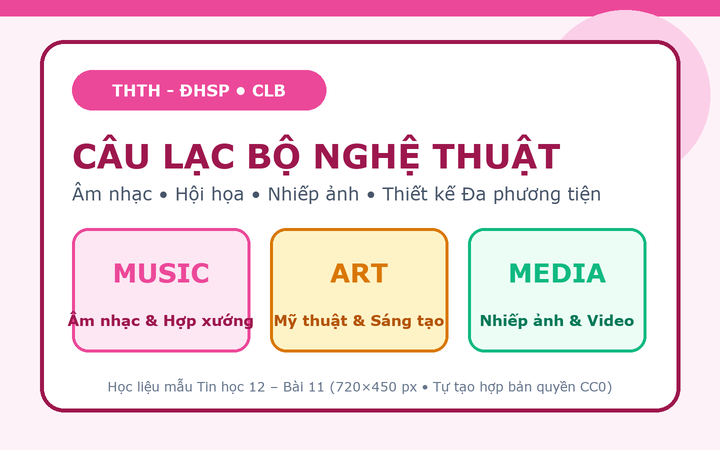 THTH - ĐHSP • CLB
CÂU LẠC BỘ NGHỆ THUẬT
Âm nhạc • Hội họa • Nhiếp ảnh • Thiết kế Đa phương tiện
MUSIC
Âm nhạc & Hợp xướng
ART
Mỹ thuật & Sáng tạo
MEDIA
Nhiếp ảnh & Video
Học liệu mẫu Tin học 12 – Bài 11 (720×450 px • Tự tạo hợp bản quyền CC0)